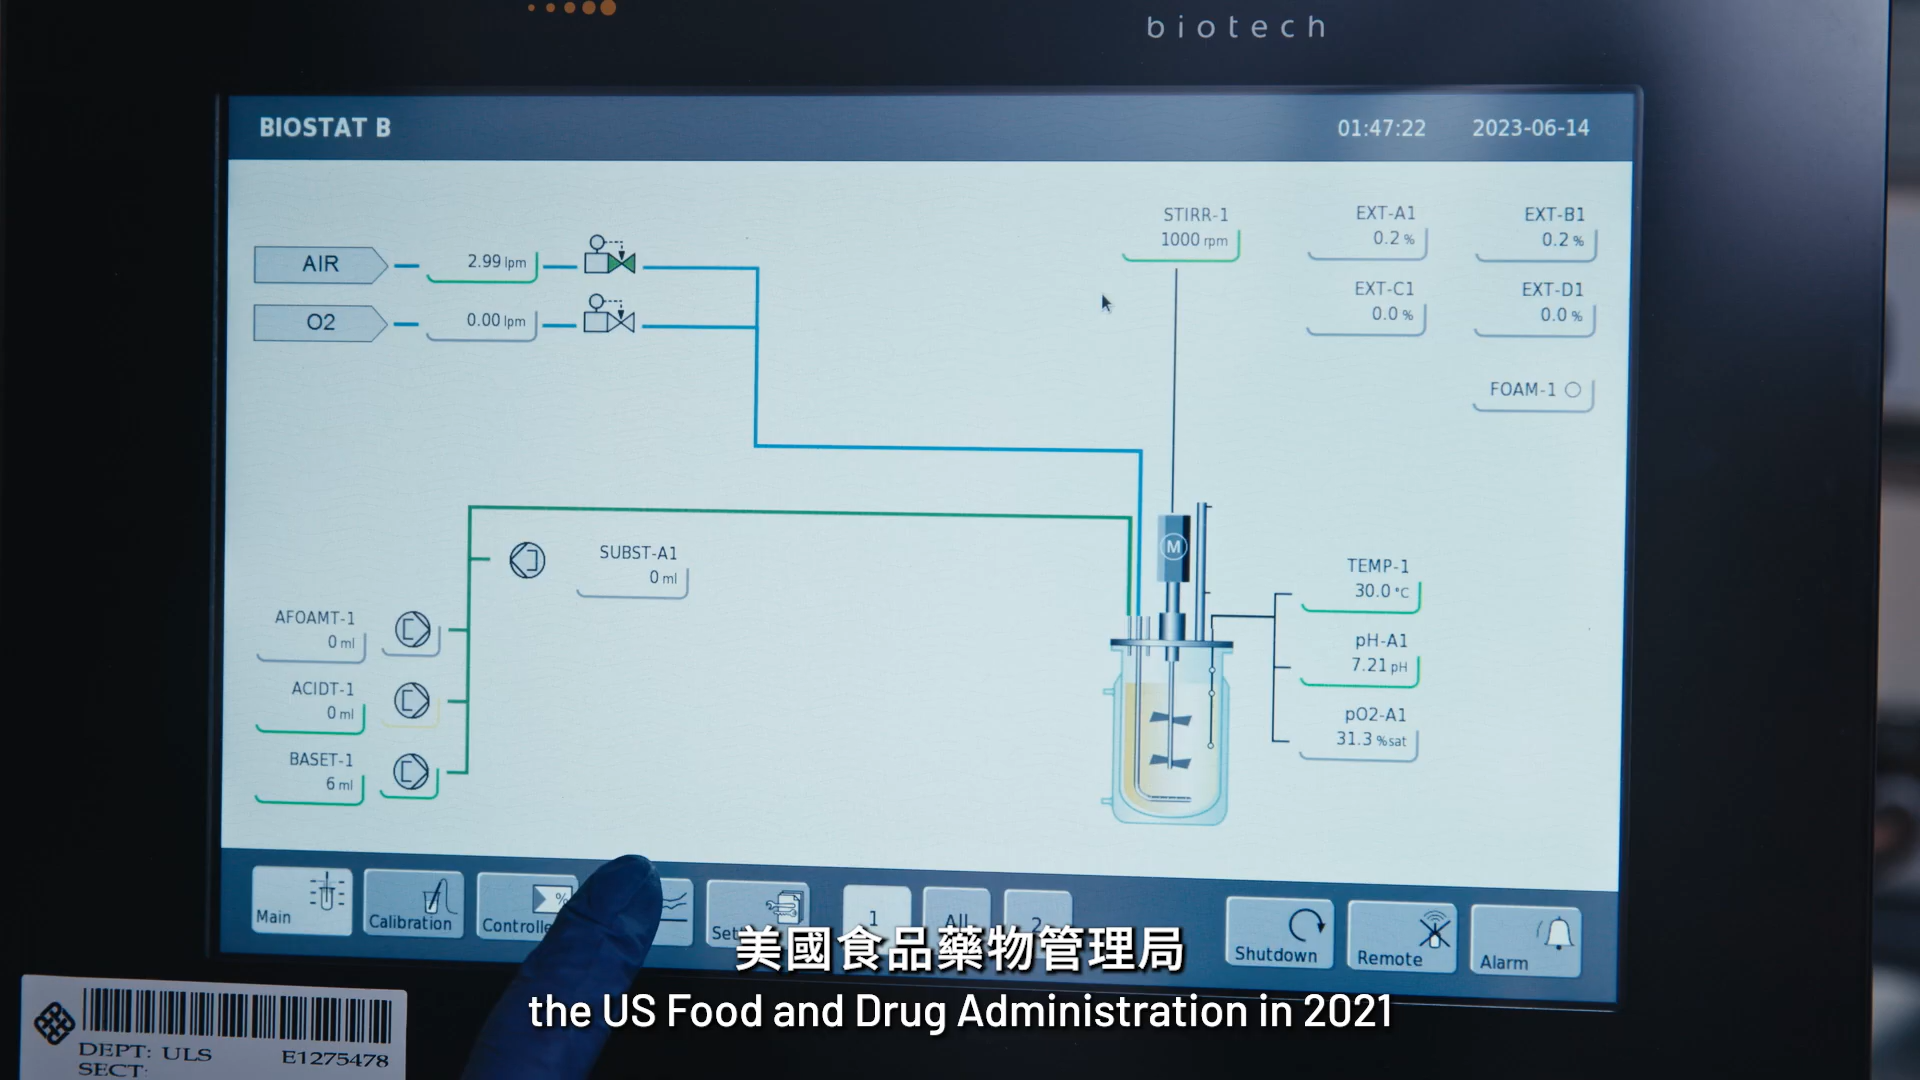 biotech
BIOSTAT B
01:47:22 2023-06-14
AIR
2.99 lpm
O2
0.00 lpm
STIRR-1
1000 rpm
EXT-A1
0.2 %
EXT-B1
0.2 %
EXT-C1
0.0 %
EXT-D1
0.0 %
FOAM-1
SUBST-A1
0 ml
AFOAMT-1
0 ml
ACIDT-1
0 ml
BASET-1
6 ml
M
TEMP-1
30.0 °C
pH-A1
7.21 pH
pO2-A1
31.3 %sat
Main
Calibration
%
1
All
2
Shutdown
Remote
Alarm
美國食品藥物管理局
the US Food and Drug Administration in 2021
DEPT: ULS E1275478
SECT: